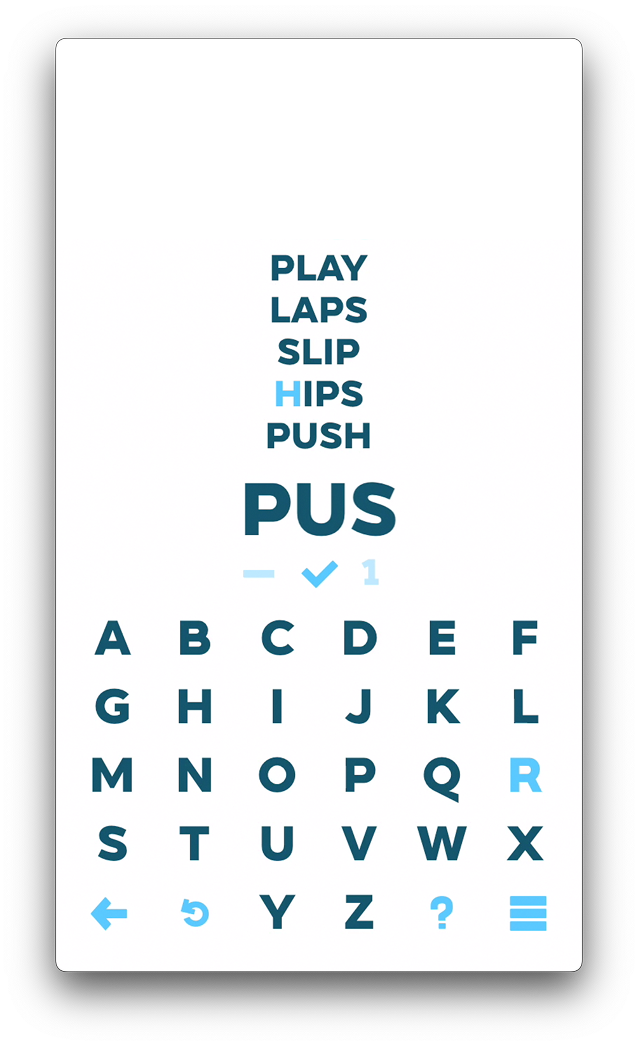 PLAY
LAPS
SLIP
HIPS
PUSH
PUS
1
A B C D E F
G H I J K L
M N O P Q R
S T U V W X
Y Z ?